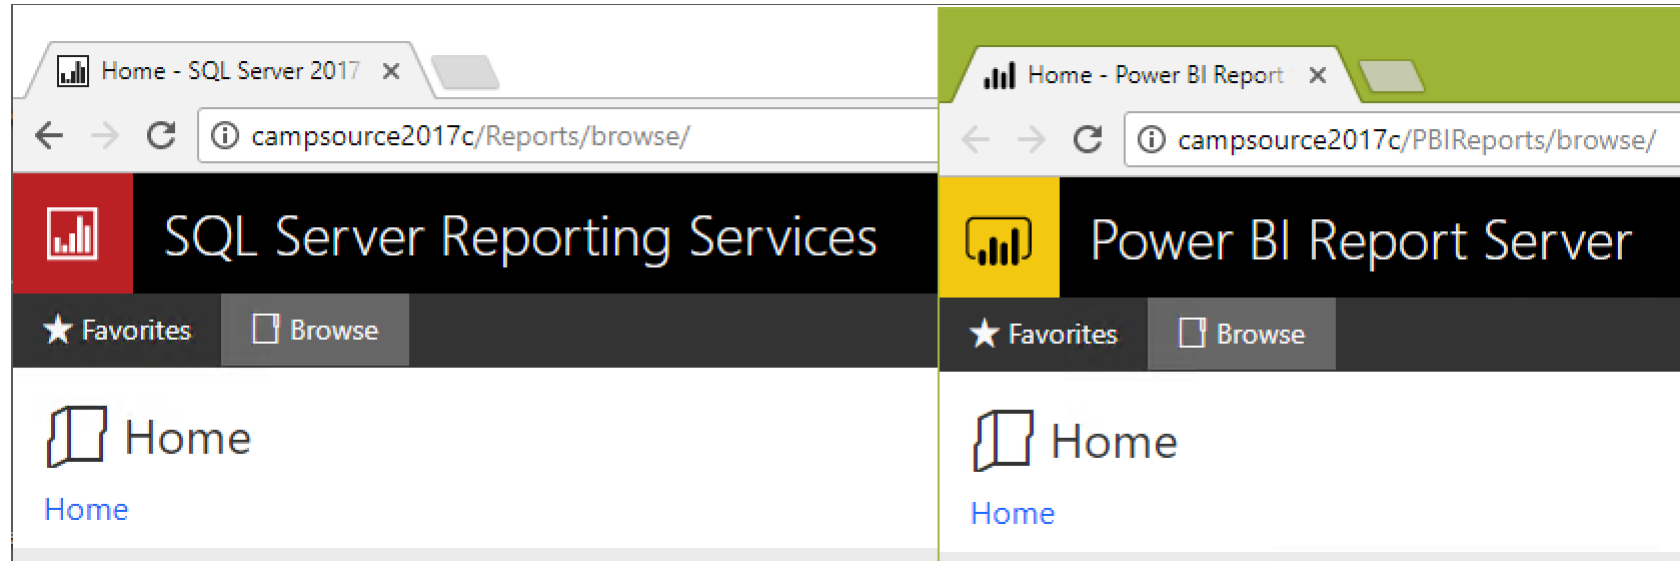 Home - SQL Server 2017
campsource2017c/Reports/browse/
SQL Server Reporting Services
Favorites
Browse
Home
Home
Home - Power BI Report
campsource2017c/PBIReports/browse/
Power BI Report Server
Favorites
Browse
Home
Home